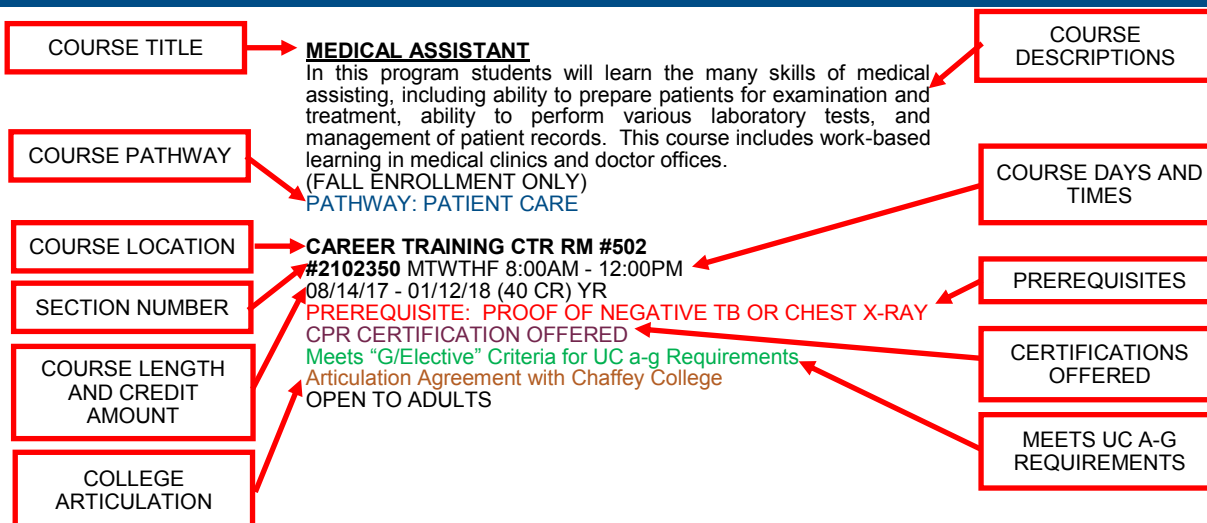 COURSE TITLE
MEDICAL ASSISTANT
In this program students will learn the many skills of medical
assisting, including ability to prepare patients for examination and
treatment, ability to perform various laboratory tests, and
management of patient records. This course includes work-based
learning in medical clinics and doctor offices.
(FALL ENROLLMENT ONLY)
PATHWAY: PATIENT CARE
CAREER TRAINING CTR RM #502
#2102350 MTWTHF 8:00AM - 12:00PM
08/14/17 - 01/12/18 (40 CR) YR
PREREQUISITE: PROOF OF NEGATIVE TB OR CHEST X-RAY
CPR CERTIFICATION OFFERED
Meets “G/Elective” Criteria for UC a-g Requirements
Articulation Agreement with Chaffey College
OPEN TO ADULTS
COURSE PATHWAY
COURSE LOCATION
SECTION NUMBER
COURSE LENGTH
AND CREDIT
AMOUNT
COLLEGE
ARTICULATION
COURSE
DESCRIPTIONS
COURSE DAYS AND
TIMES
PREREQUISITES
CERTIFICATIONS
OFFERED
MEETS UC A-G
REQUIREMENTS